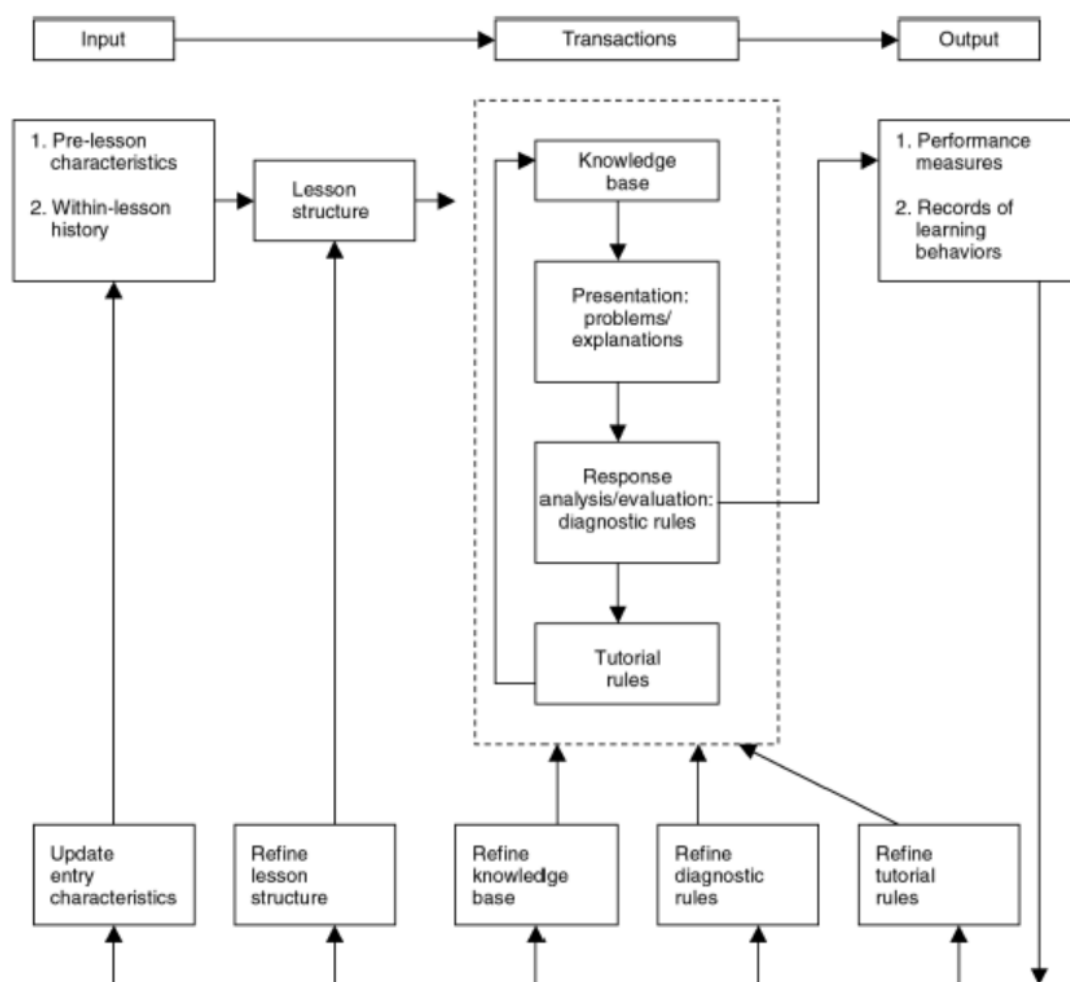 Input
Transactions
Output
1. Pre-lesson
characteristics
2. Within-lesson
history
Lesson
structure
Knowledge
base
Presentation:
problems/
explanations
Response
analysis/evaluation:
diagnostic rules
Tutorial
rules
1. Performance
measures
2. Records of
learning
behaviors
Update
entry
characteristics
Refine
lesson
structure
Refine
knowledge
base
Refine
diagnostic
rules
Refine
tutorial
rules